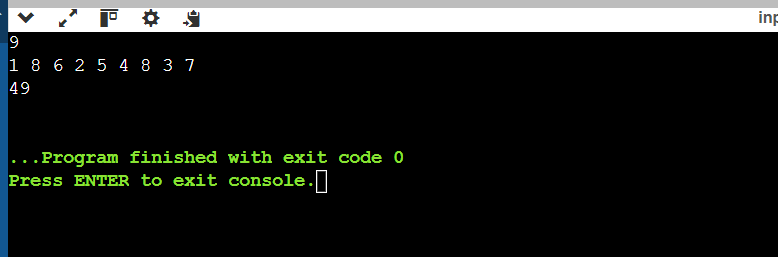 inp
9
1 8 6 2 5 4 8 3 7
49
...Program finished with exit code 0
Press ENTER to exit console.